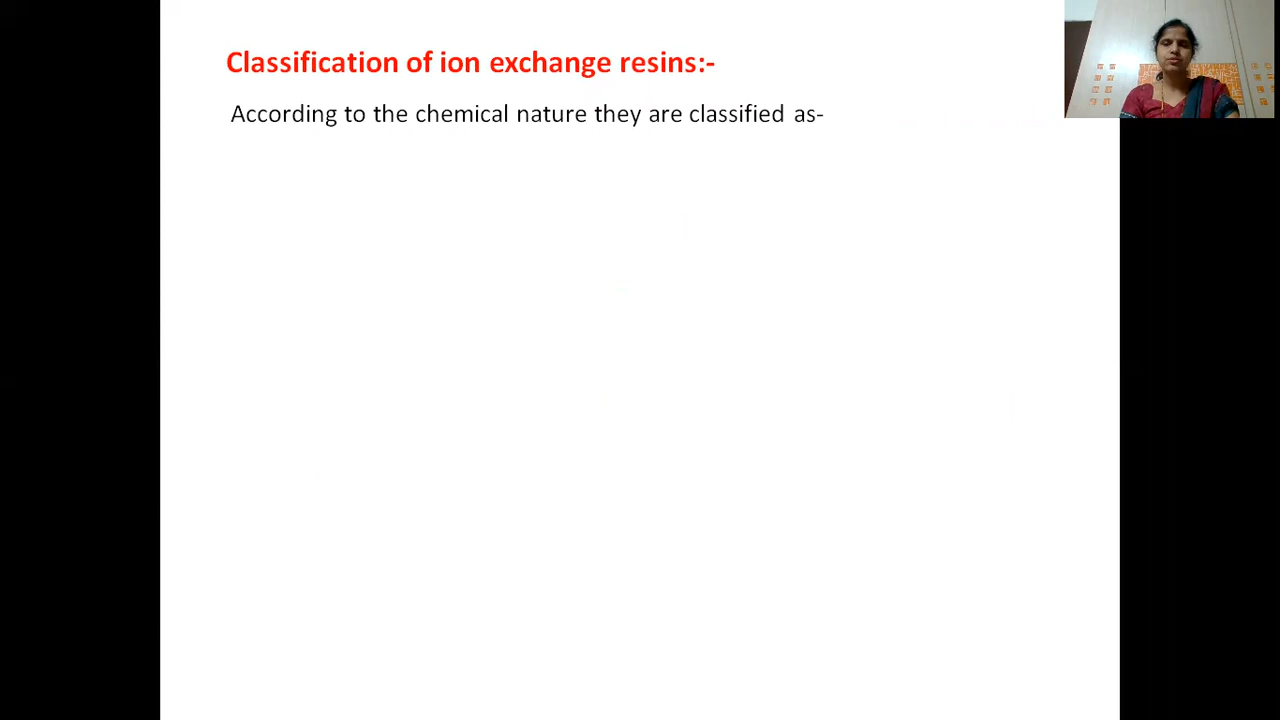 Classification of ion exchange resins:-
According to the chemical nature they are classified as-